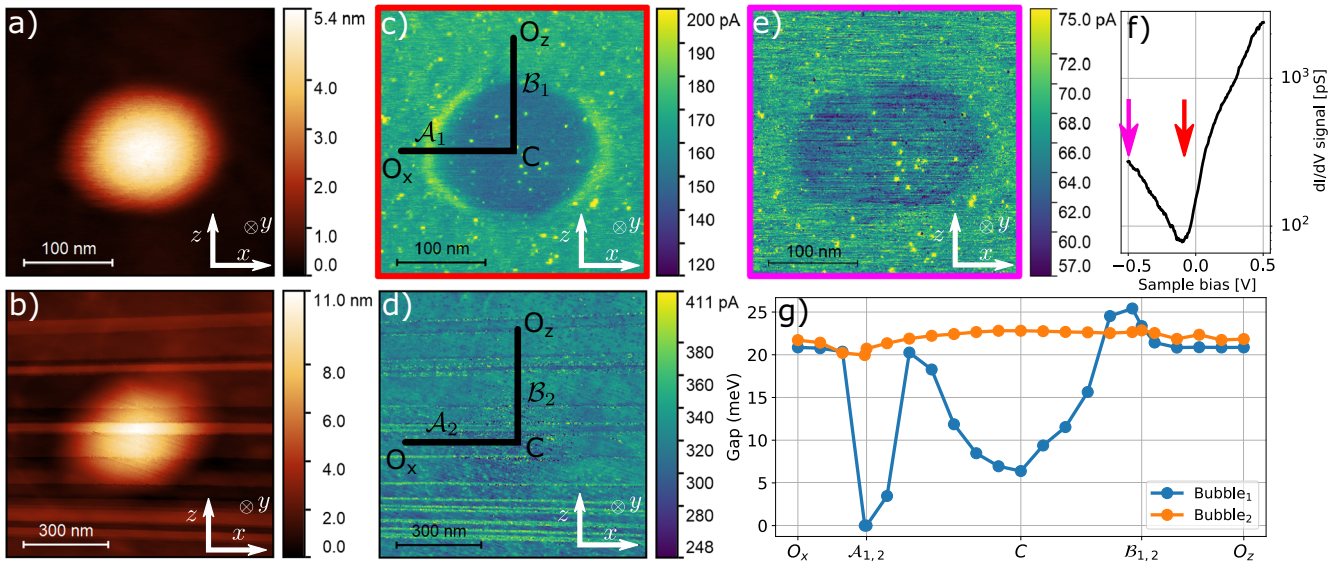 a)
5.4 nm
4.0
3.0
2.0
1.0
0.0
100 nm
z
⊗y
x
c)
O_z
B_1
A_1
O_x
C
100 nm
z
⊗y
x
200 pA
190
180
170
160
150
140
120
e)
100 nm
z
⊗y
x
75.0 pA
72.0
70.0
68.0
66.0
64.0
62.0
60.0
57.0
f)
10^3
10^2
dI/dV signal [pS]
−0.5
0.0
0.5
Sample bias [V]
b)
11.0 nm
8.0
6.0
4.0
2.0
0.0
300 nm
z
⊗y
x
d)
O_z
B_2
A_2
O_x
C
300 nm
z
⊗y
x
411 pA
380
360
340
320
300
280
248
g)
25
20
15
10
5
0
Gap (meV)
Bubble_1
Bubble_2
O_x
A_{1,2}
C
B_{1,2}
O_z